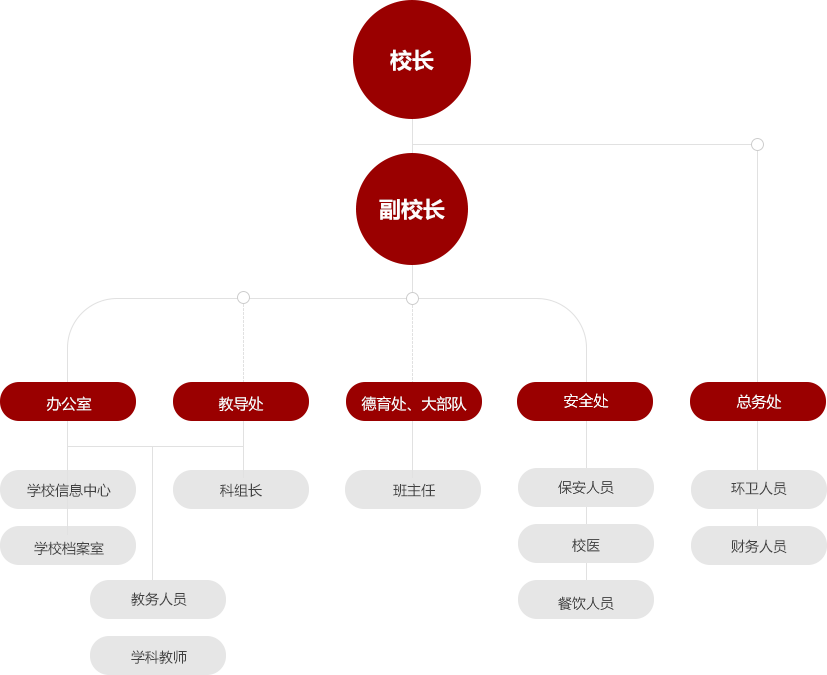 校长
副校长
办公室
教导处
德育处、大部队
安全处
总务处
学校信息中心
科组长
班主任
保安人员
环卫人员
学校档案室
校医
财务人员
教务人员
餐饮人员
学科教师